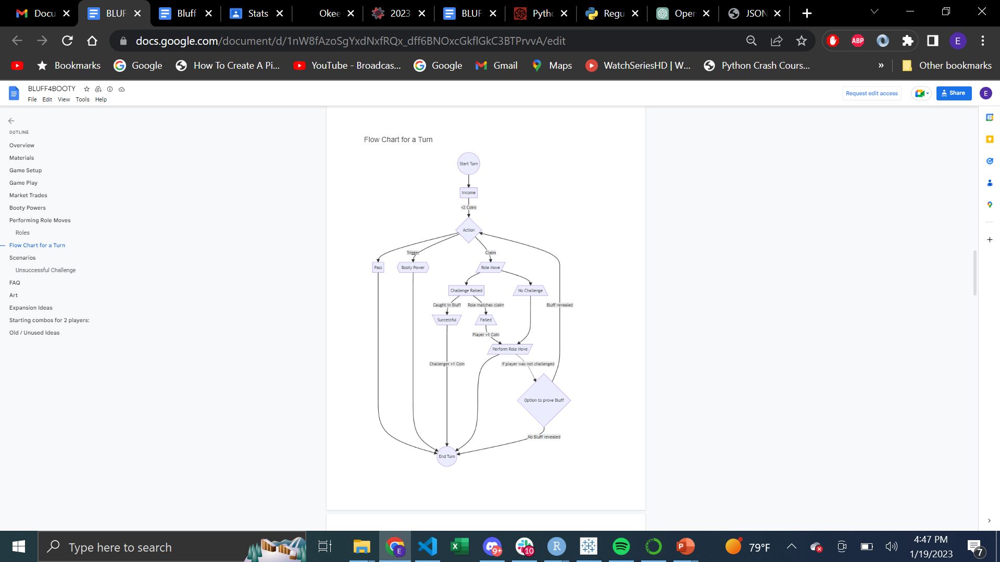 Docu
BLUF
Bluff
Stats
Okee
2023
BLUF
Pytho
Regu
Open
JSON
docs.google.com/document/d/1nW8fAzoSgYxdNxfRQx_dff6BNOxcGkflGkC3BTPrvvA/edit
ABP
E
Bookmarks
Google
How To Create A Pi...
YouTube - Broadcas...
Google
Gmail
Maps
WatchSeriesHD | W...
Python Crash Cours...
»
Other bookmarks
BLUFF4BOOTY
File Edit View Tools Help
Request edit access
Share
E
OUTLINE
Overview
Materials
Game Setup
Game Play
Market Trades
Booty Powers
Performing Role Moves
Roles
Flow Chart for a Turn
Scenarios
Unsuccessful Challenge
FAQ
Art
Expansion Ideas
Starting combos for 2 players:
Old / Unused Ideas
Flow Chart for a Turn
Start Turn
Income
+2 Coins
Action
Trigger
Claim
Pass
Booty Power
Role Move
Challenge Raised
No Challenge
Caught in Bluff
Role matches claim
Bluff revealed
Successful
Failed
Player +1 Coin
Perform Role Move
Challenger +1 Coin
If player was not challenged
Option to prove Bluff
No Bluff revealed
End Turn
31
Type here to search
E
9+
10
R
P
79°F
4:47 PM
1/19/2023
7